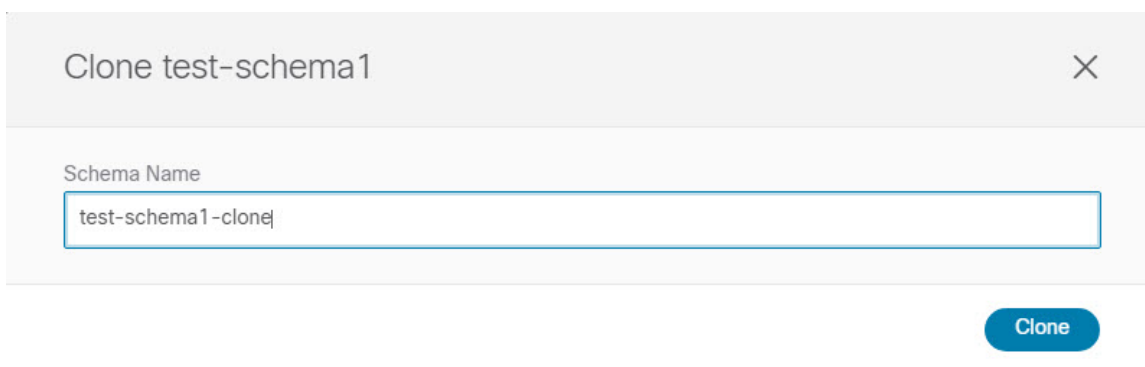 Clone test-schema1
Schema Name
test-schema1-clone
Clone